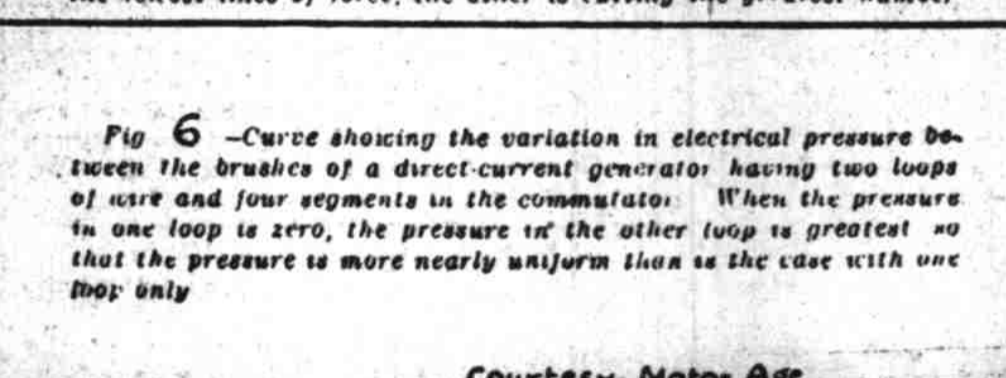 Fig 6 —Curve showing the variation in electrical pressure be-
tween the brushes of a direct-current generator having two loops
of wire and four segments in the commutator When the pressure
in one loop is zero, the pressure in the other loop is greatest so
that the pressure is more nearly uniform than is the case with one
loop only
Courtesy, Motor Age